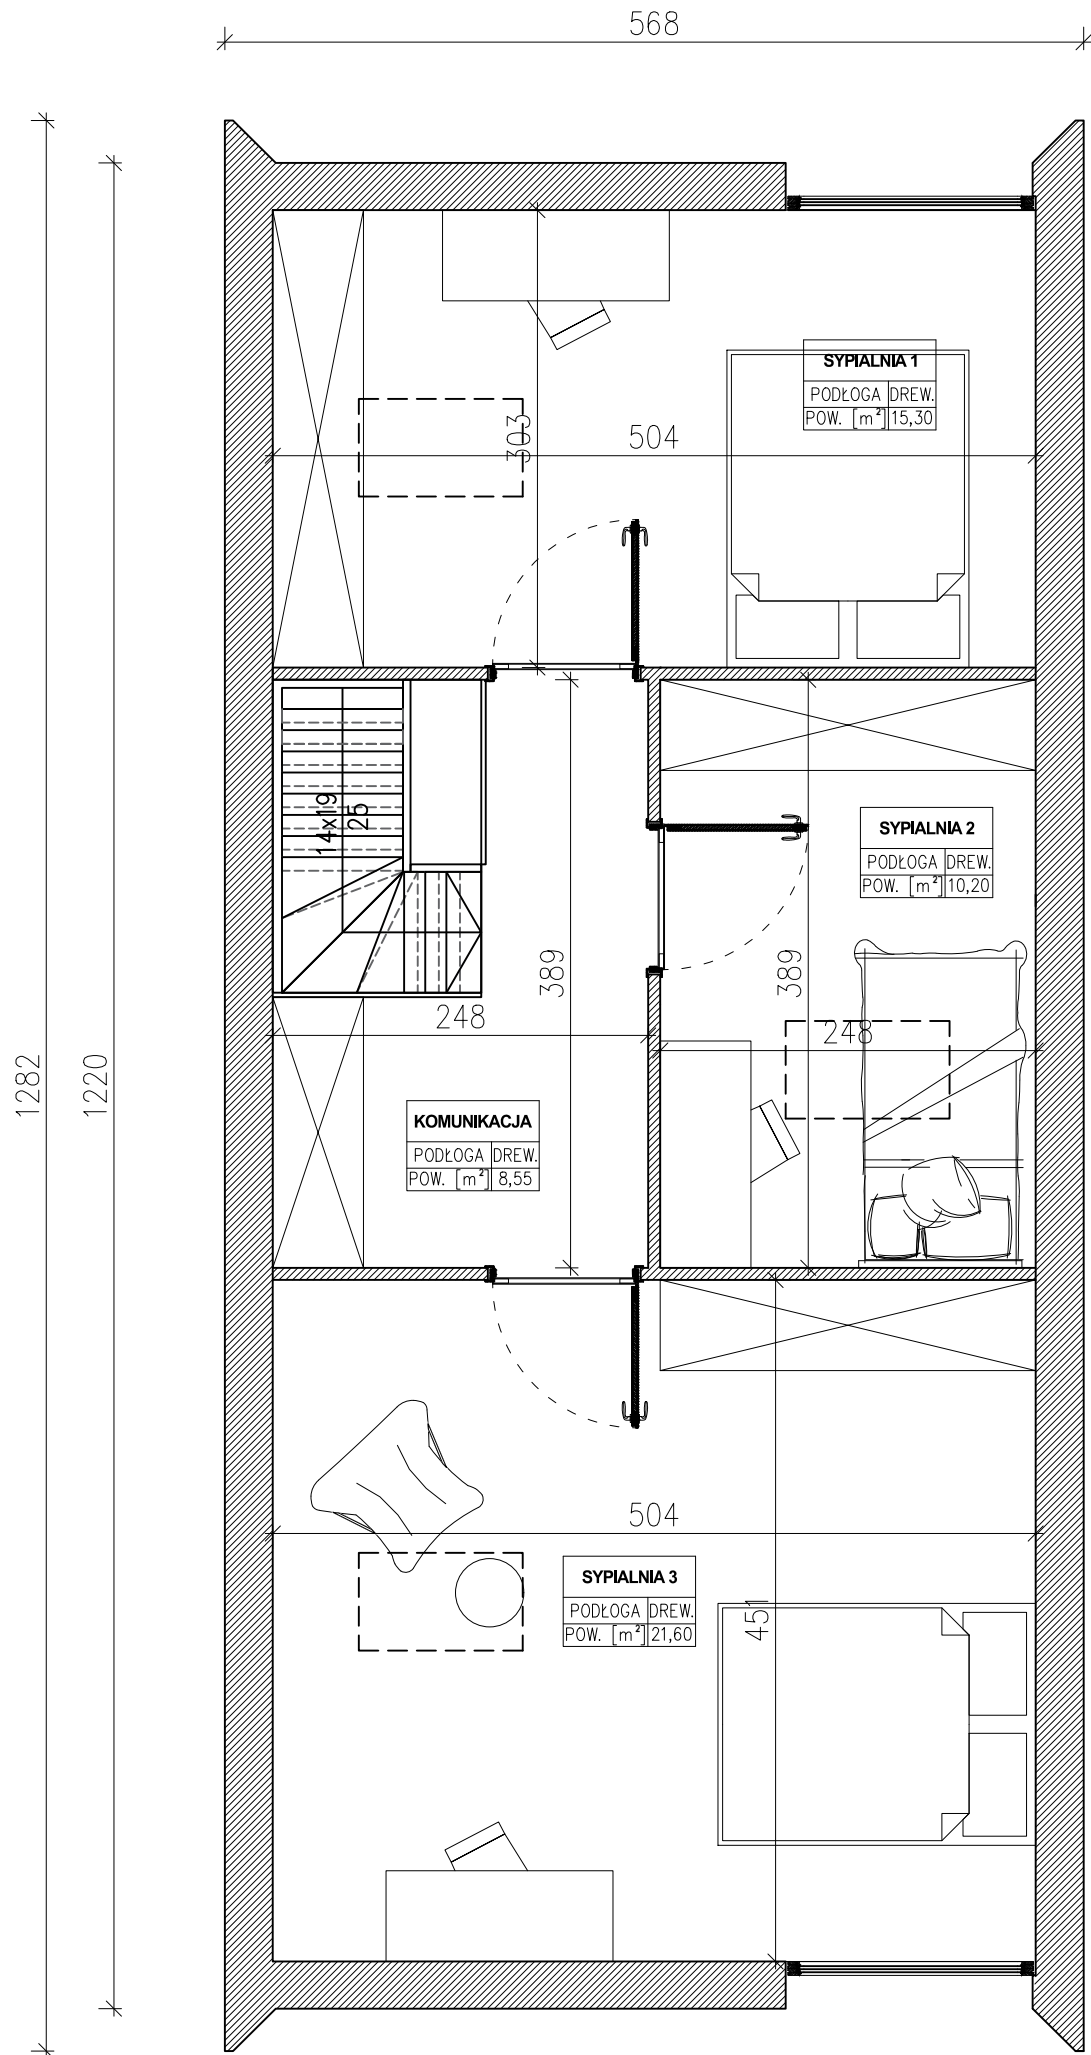 568
SYPIALNIA 1
PODŁOGA DREW.
POW. [m²] 15,30
303
504
14x19
25
SYPIALNIA 2
PODŁOGA DREW.
POW. [m²] 10,20
389
389
248
248
1282
1220
KOMUNIKACJA
PODŁOGA DREW.
POW. [m²] 8,55
504
SYPIALNIA 3
PODŁOGA DREW.
POW. [m²] 21,60
451